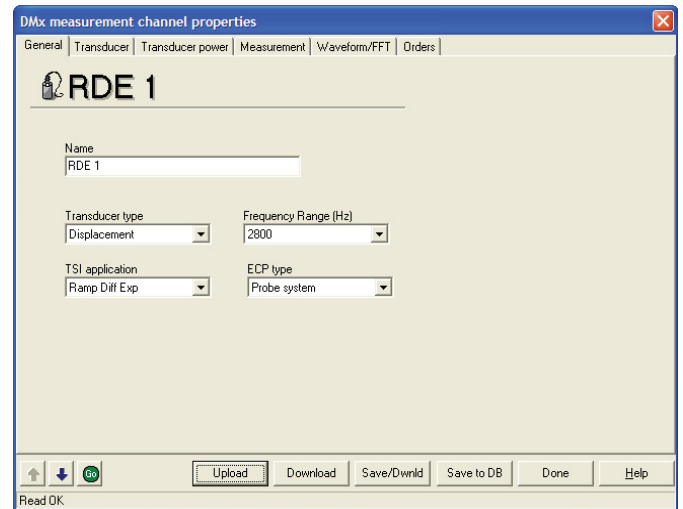 DMx measurement channel properties
General Transducer Transducer power Measurement Waveform/FFT Orders
RDE 1
Name
RDE 1
Transducer type Frequency Range (Hz)
Displacement 2800
TSI application ECP type
Ramp Diff Exp Probe system
Go Upload Download Save/Dwnld Save to DB Done Help
Read OK